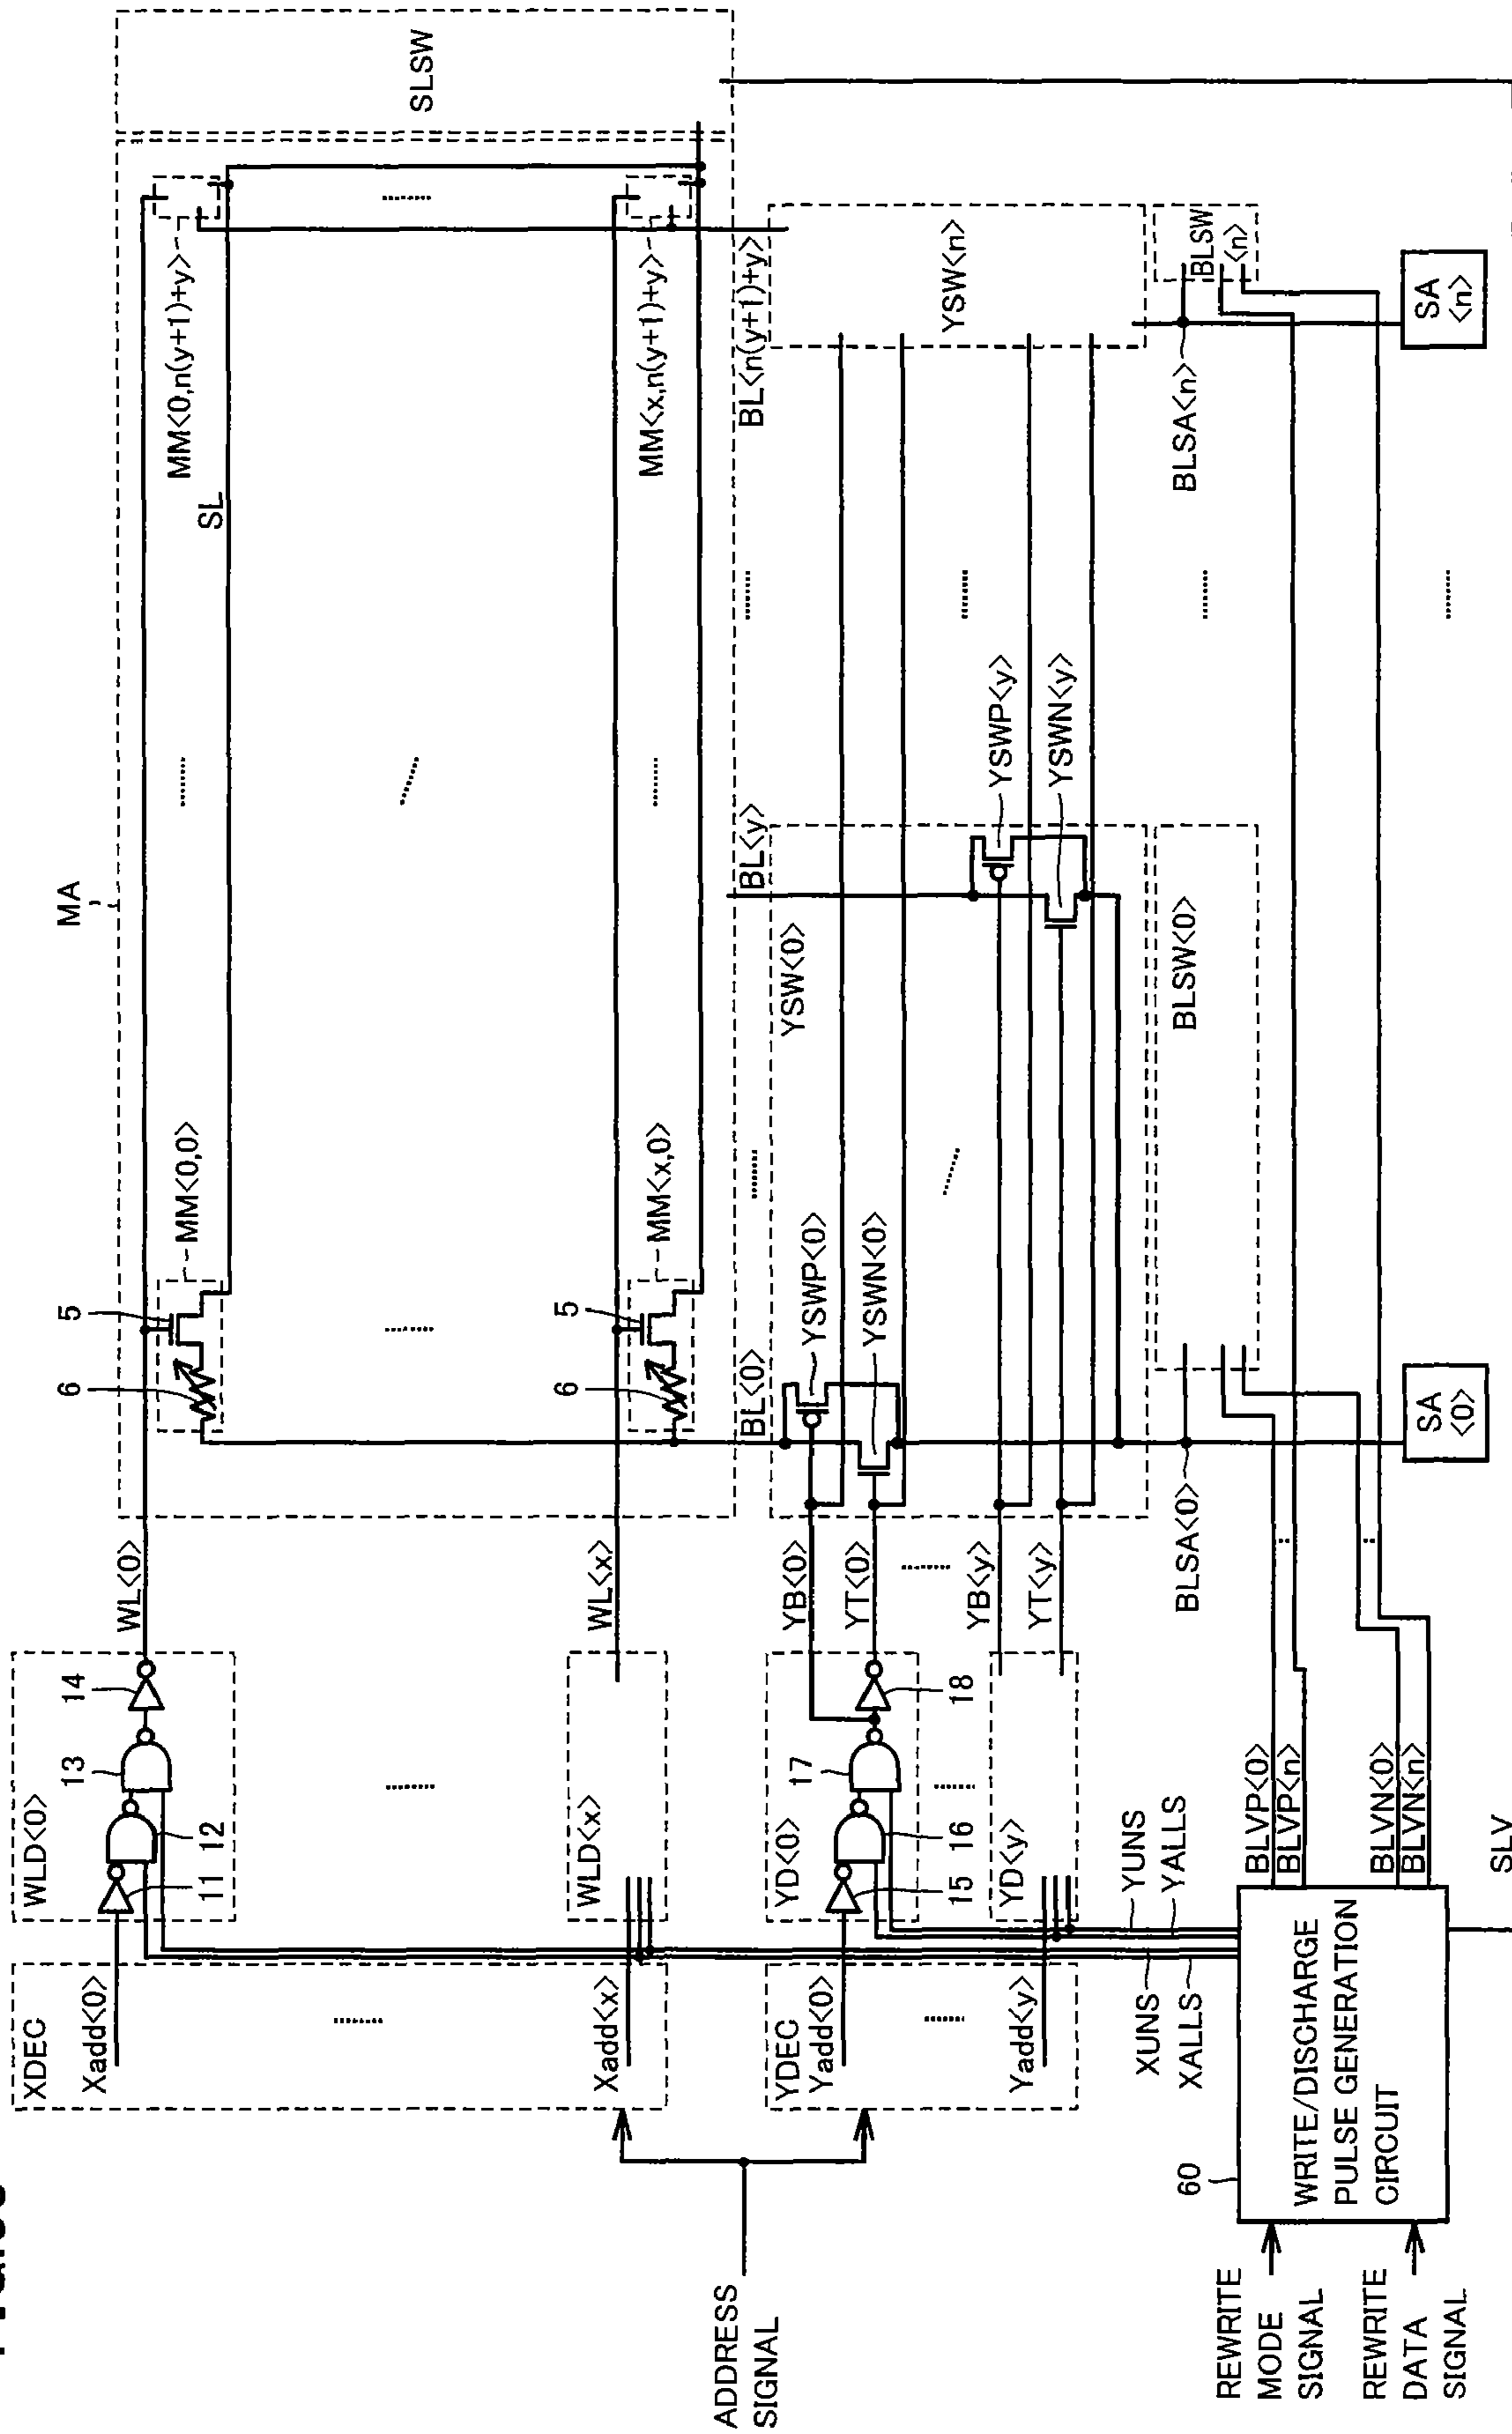 MA
XDEC
Xadd<0>
Xadd<x>
WLD<0>
11
12
13
14
WLD<x>
WL<0>
WL<x>
6
5
MM<0,0>
6
5
MM<x,0>
SL
MM<0,n(y+1)+y>
MM<x,n(y+1)+y>
SLSW
ADDRESS
SIGNAL
YDEC
Yadd<0>
Yadd<y>
YD<0>
15
16
17
18
YD<y>
YB<0>
YT<0>
YB<y>
YT<y>
BL<0>
BL<y>
BL<n(y+1)+y>
YSWP<0>
YSWN<0>
YSW<0>
YSWP<y>
YSWN<y>
YSW<n>
XUNS
XALLS
YUNS
YALLS
BLSA<0>
BLSW<0>
BLSA<n>
BLSW
<n>
REWRITE
MODE
SIGNAL
REWRITE
DATA
SIGNAL
60
WRITE/DISCHARGE
PULSE GENERATION
CIRCUIT
BLVP<0>
BLVP<n>
BLVN<0>
BLVN<n>
SLV
SA
<0>
SA
<n>